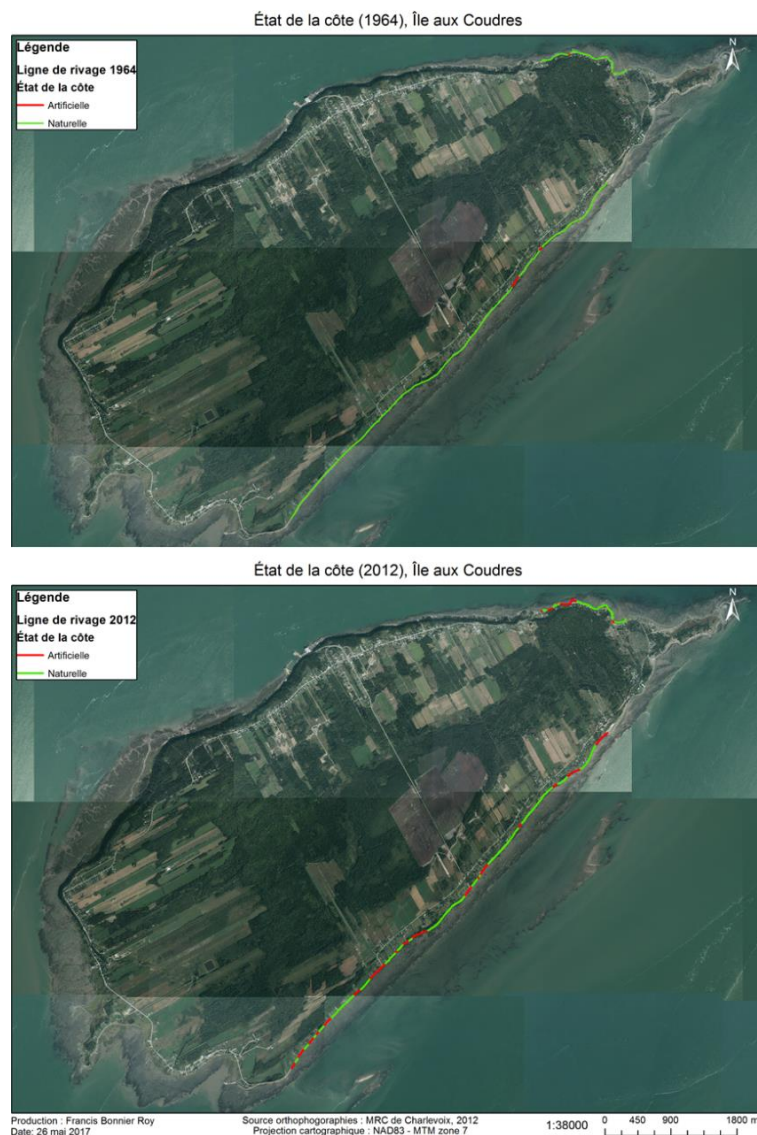 État de la côte (1964), Île aux Coudres
Légende
Ligne de rivage 1964
État de la côte
Artificielle
Naturelle
N
État de la côte (2012), Île aux Coudres
Légende
Ligne de rivage 2012
État de la côte
Artificielle
Naturelle
N
Production : Francis Bonnier Roy
Date: 26 mai 2017
Source orthophogoraphies : MRC de Charlevoix, 2012
Projection cartographique : NAD83 - MTM zone 7
1:38000
0 450 900 1800 m